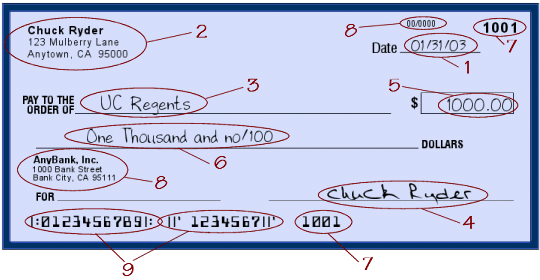 Chuck Ryder
123 Mulberry Lane
Anytown, CA 95000
2
8
00/0000
1001
7
Date 01/31/03
1
3
5
PAY TO THE
ORDER OF UC Regents
$ 1000.00
One Thousand and no/100 DOLLARS
6
AnyBank, Inc.
1000 Bank Street
Bank City, CA 95111
8
FOR
Chuck Ryder
4
|:0123456789|: ||' 1234567||' 1001
9
7